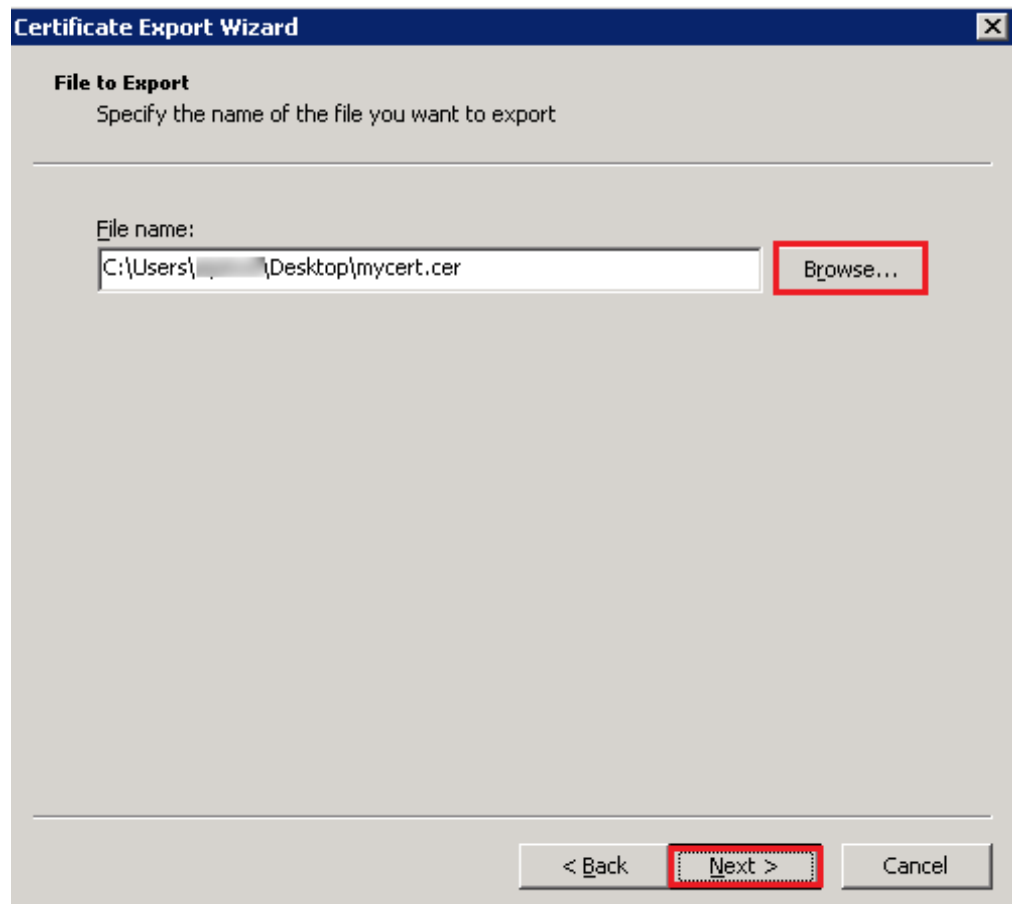 Certificate Export Wizard
File to Export
Specify the name of the file you want to export
File name:
C:\Users\ \Desktop\mycert.cer
Browse...
< Back
Next >
Cancel